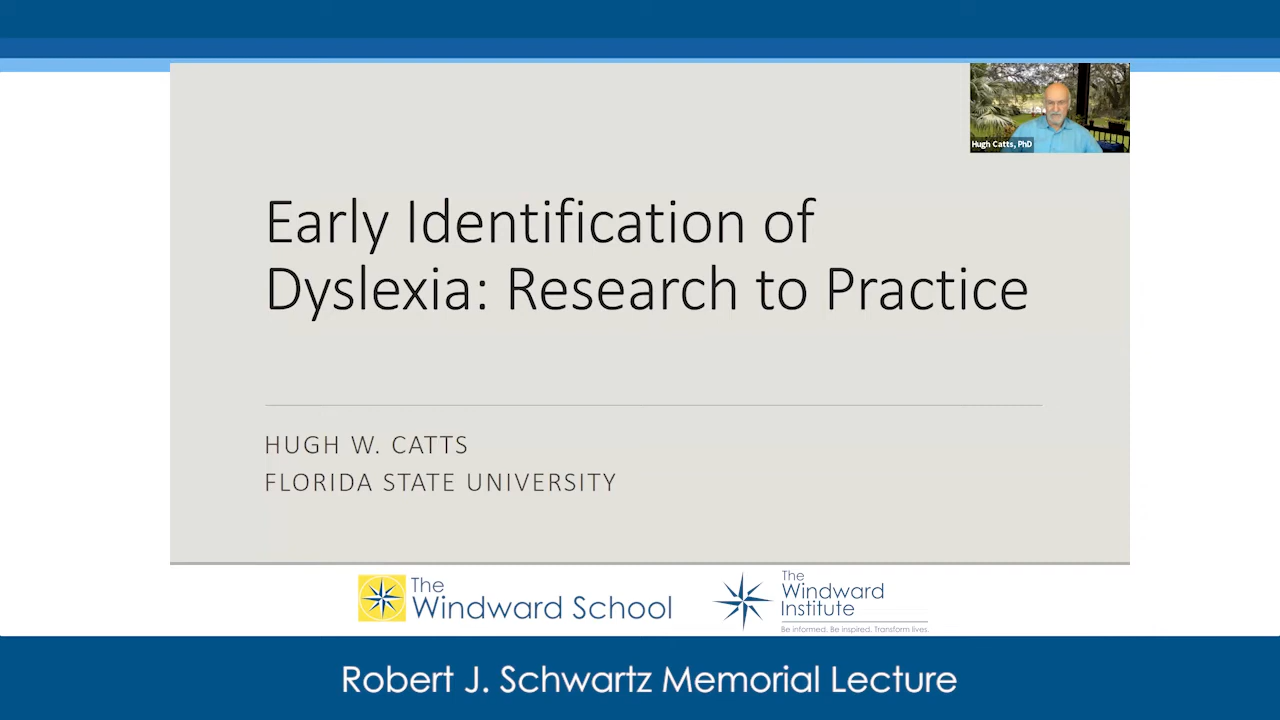 Hugh Catts, PhD
Early Identification of
Dyslexia: Research to Practice
HUGH W. CATTS
FLORIDA STATE UNIVERSITY
The
Windward School
The
Windward
Institute
Be informed. Be inspired. Transform lives.
Robert J. Schwartz Memorial Lecture